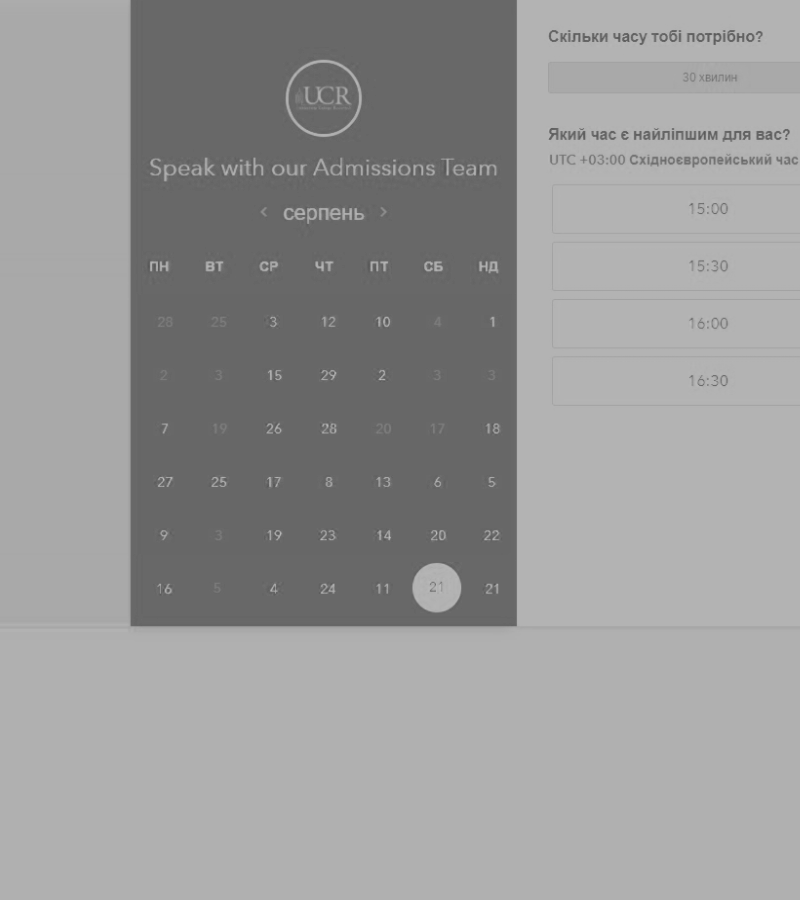 UCR
Speak with our Admissions Team
‹ серпень ›
ПН ВТ СР ЧТ ПТ СБ НД
28 25 3 12 10 4 1
2 3 15 29 2 3 3
7 19 26 28 20 17 18
27 25 17 8 13 6 5
9 3 19 23 14 20 22
16 5 4 24 11 21 21
Скільки часу тобі потрібно?
30 хвилин
Який час є найліпшим для вас?
UTC +03:00 Східноєвропейський час
15:00
15:30
16:00
16:30